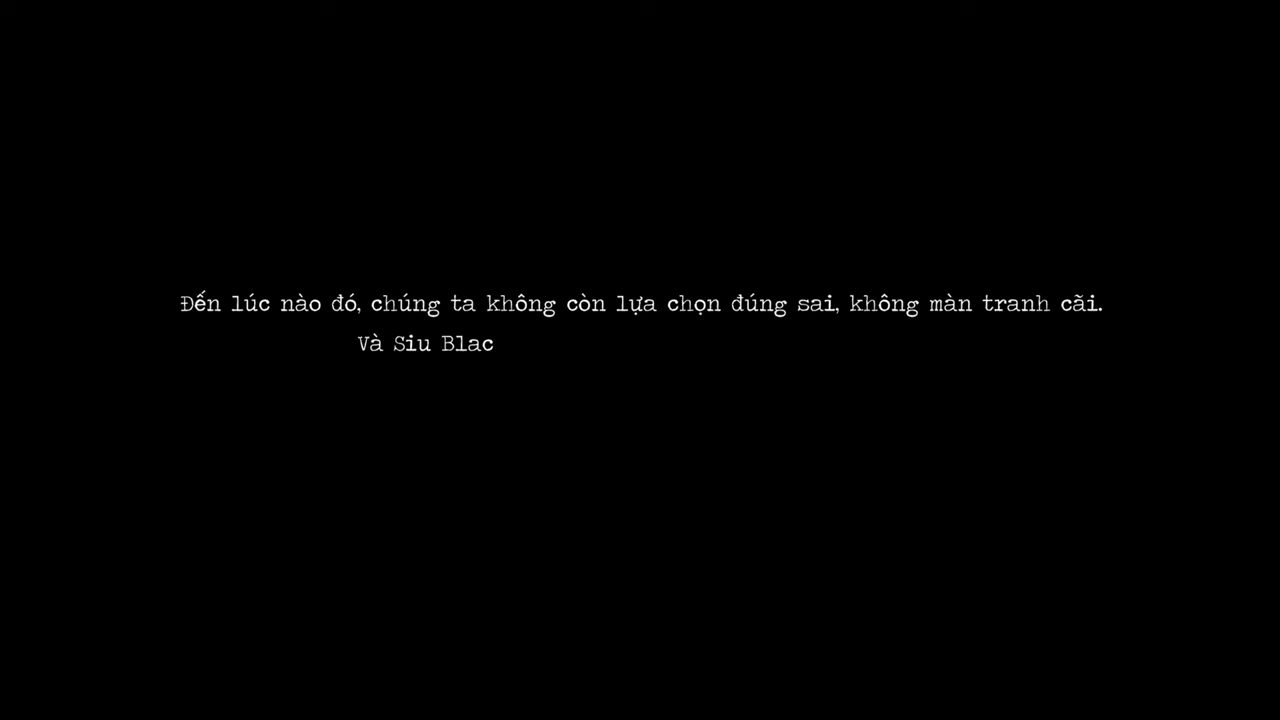 Đến lúc nào đó, chúng ta không còn lựa chọn đúng sai, không màn tranh cãi.
Và Siu Blac